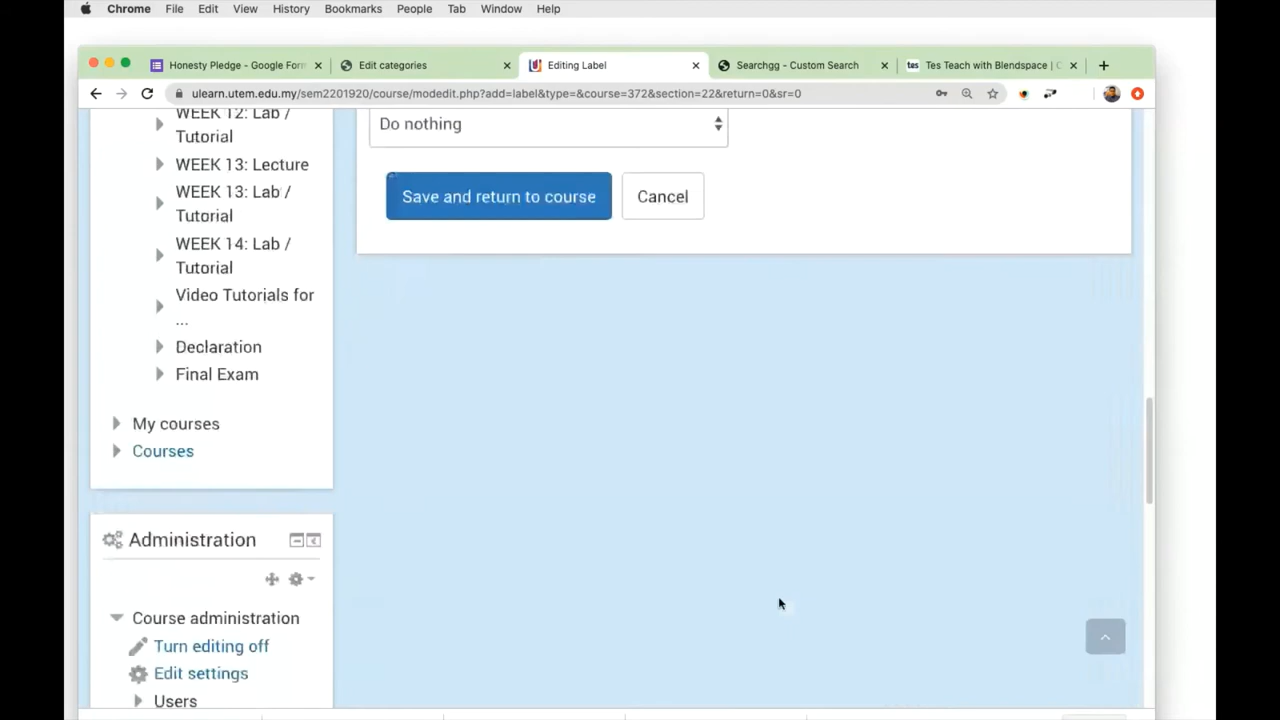 Chrome File Edit View History Bookmarks People Tab Window Help
Honesty Pledge - Google Form
Edit categories
Editing Label
Searchgg - Custom Search
tes Tes Teach with Blendspace | C
ulearn.utem.edu.my/sem2201920/course/modedit.php?add=label&type=&course=372&section=22&return=0&sr=0
WEEK 12: Lab /
Tutorial
WEEK 13: Lecture
WEEK 13: Lab /
Tutorial
WEEK 14: Lab /
Tutorial
Video Tutorials for
...
Declaration
Final Exam
My courses
Courses
Do nothing
Save and return to course
Cancel
Administration
Course administration
Turn editing off
Edit settings
Users